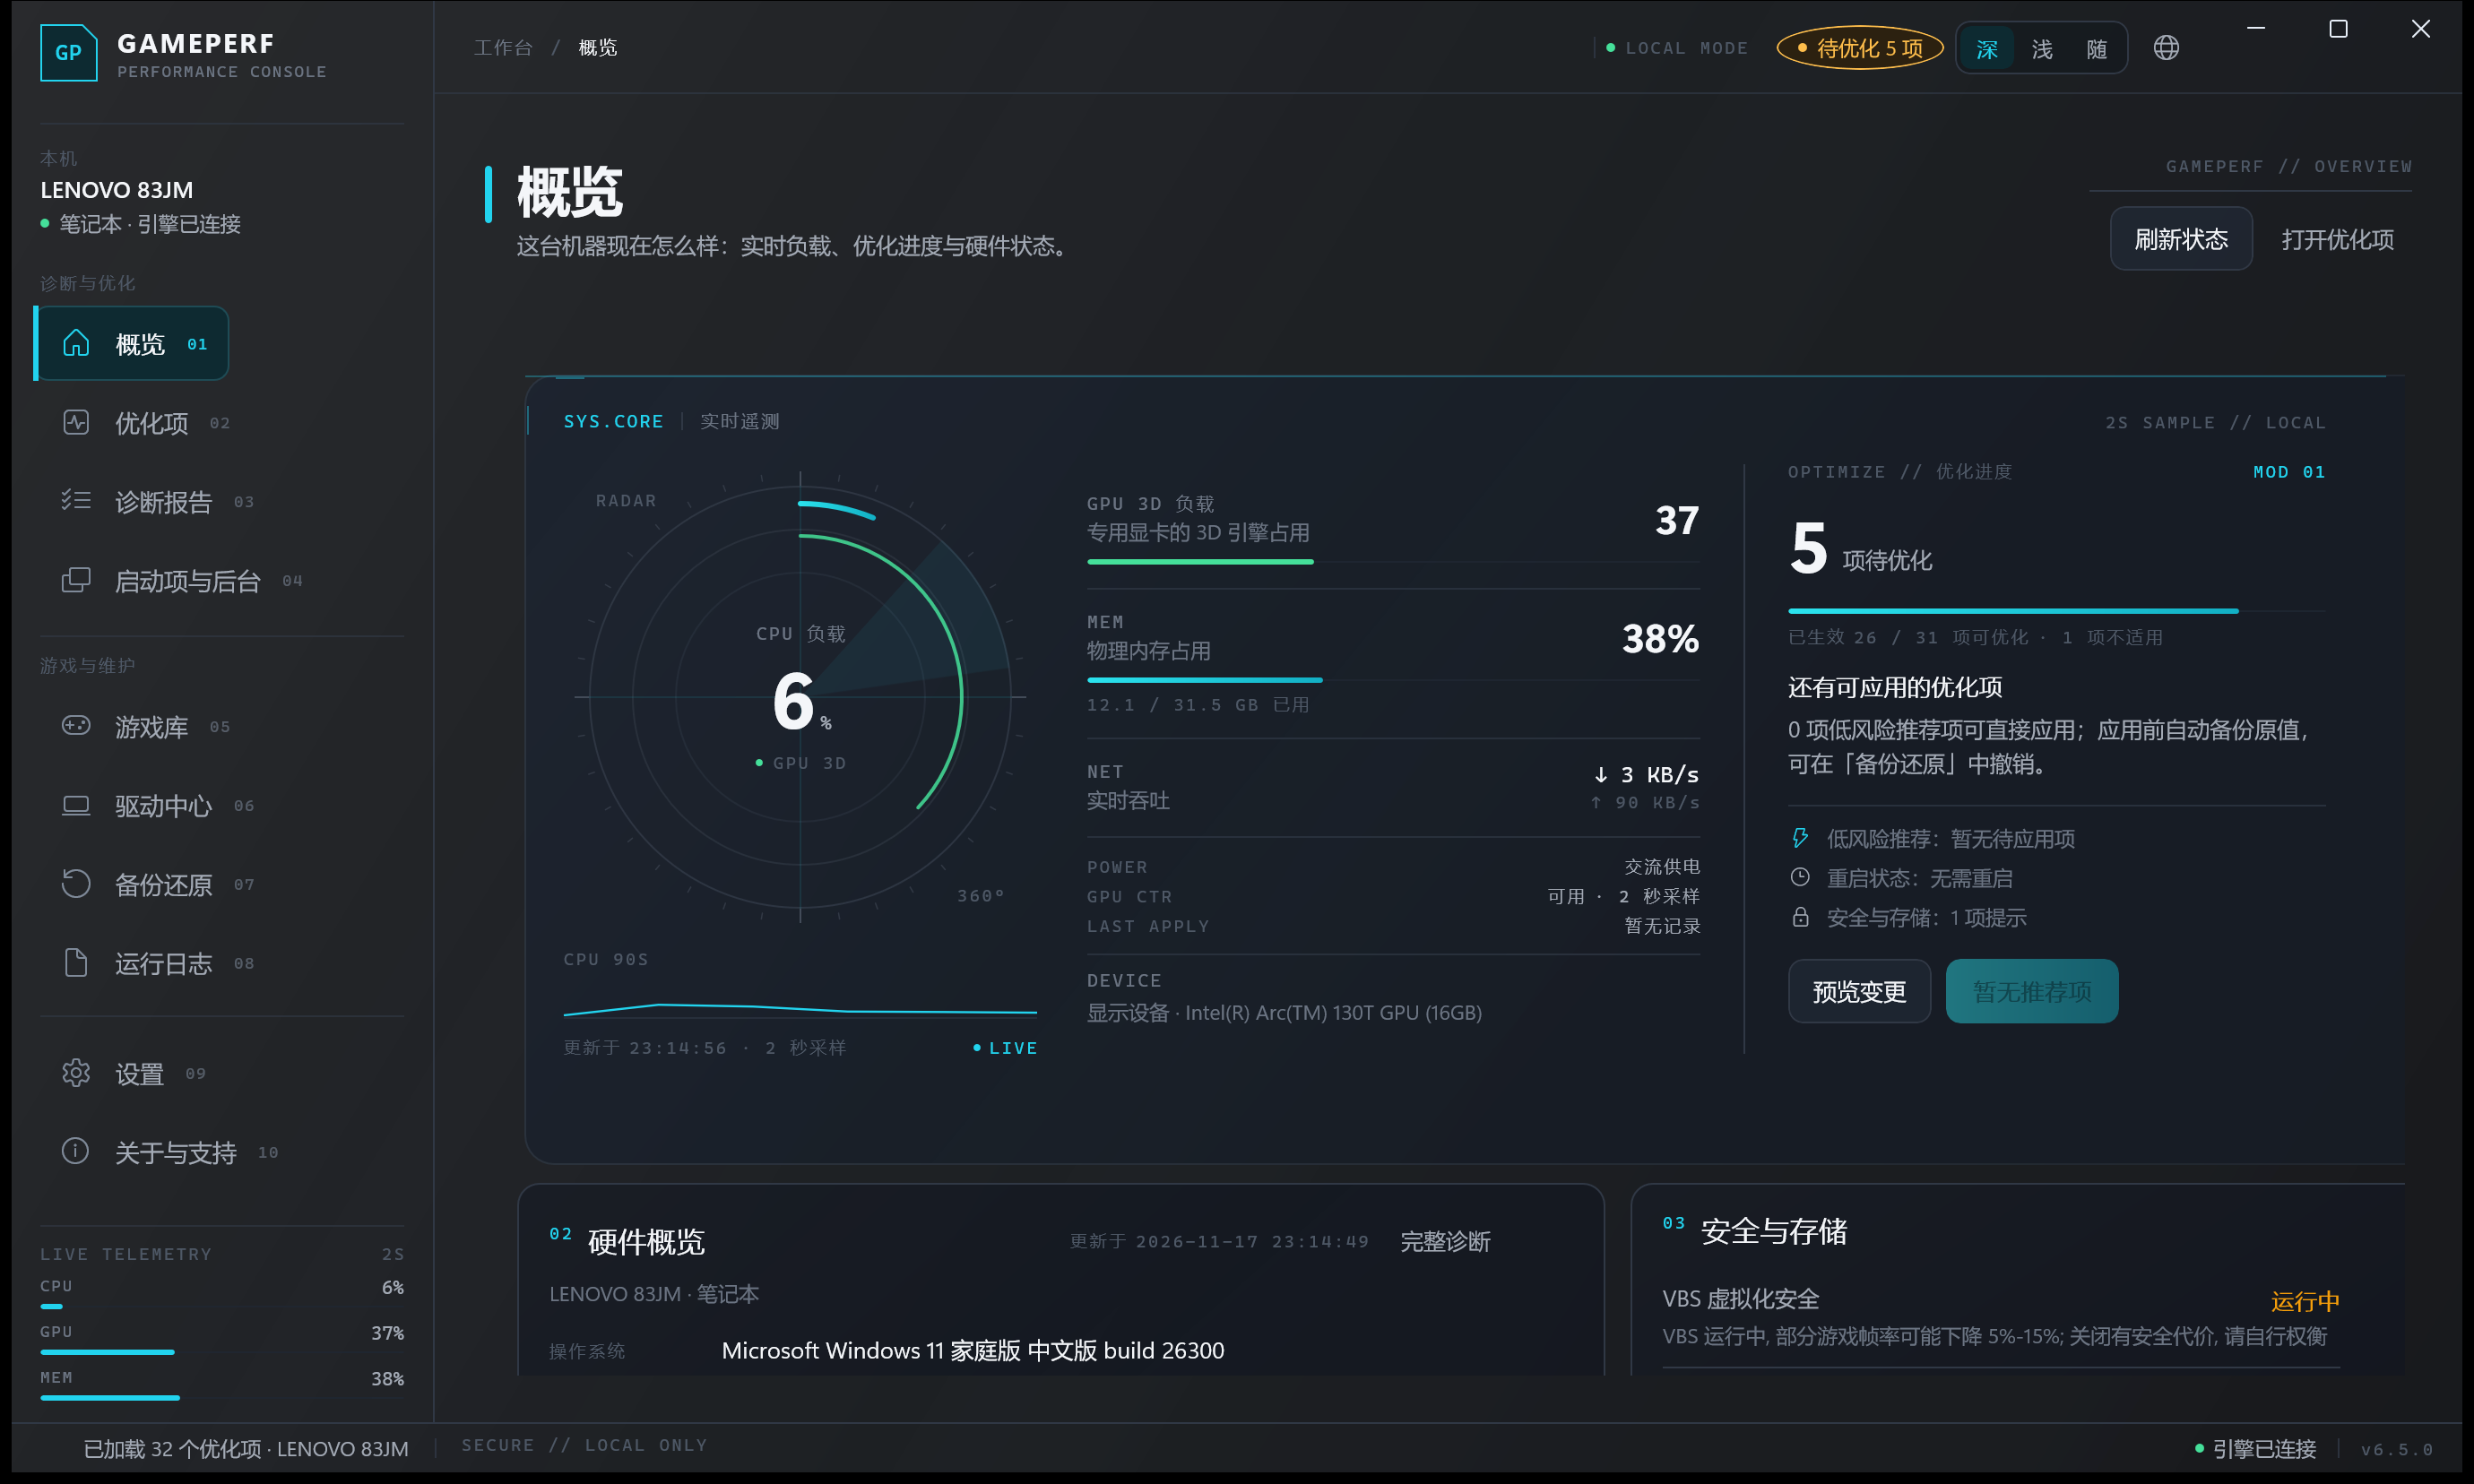 GP
GAMEPERF
PERFORMANCE CONSOLE
本机
LENOVO 83JM
笔记本 · 引擎已连接
诊断与优化
概览 01
优化项 02
诊断报告 03
启动项与后台 04
游戏与维护
游戏库 05
驱动中心 06
备份还原 07
运行日志 08
设置 09
关于与支持 10
LIVE TELEMETRY 2S
CPU 6%
GPU 37%
MEM 38%
工作台 / 概览
LOCAL MODE
待优化 5 项
深 浅 随
概览
这台机器现在怎么样：实时负载、优化进度与硬件状态。
GAMEPERF // OVERVIEW
刷新状态 打开优化项
SYS.CORE 实时遥测
2S SAMPLE // LOCAL
RADAR
CPU 负载
6 %
GPU 3D
360°
CPU 90S
更新于 23:14:56 · 2 秒采样
LIVE
GPU 3D 负载
专用显卡的 3D 引擎占用
37
MEM
物理内存占用
38%
12.1 / 31.5 GB 已用
NET
实时吞吐
↓ 3 KB/s
↑ 90 KB/s
POWER 交流供电
GPU CTR 可用 · 2 秒采样
LAST APPLY 暂无记录
DEVICE
显示设备 · Intel(R) Arc(TM) 130T GPU (16GB)
OPTIMIZE // 优化进度 MOD 01
5 项待优化
已生效 26 / 31 项可优化 · 1 项不适用
还有可应用的优化项
0 项低风险推荐项可直接应用；应用前自动备份原值，
可在「备份还原」中撤销。
低风险推荐：暂无待应用项
重启状态：无需重启
安全与存储：1 项提示
预览变更 暂无推荐项
02 硬件概览
更新于 2026-11-17 23:14:49 完整诊断
LENOVO 83JM · 笔记本
操作系统 Microsoft Windows 11 家庭版 中文版 build 26300
03 安全与存储
VBS 虚拟化安全 运行中
VBS 运行中, 部分游戏帧率可能下降 5%-15%; 关闭有安全代价, 请自行权衡
已加载 32 个优化项 · LENOVO 83JM
SECURE // LOCAL ONLY
引擎已连接 v6.5.0